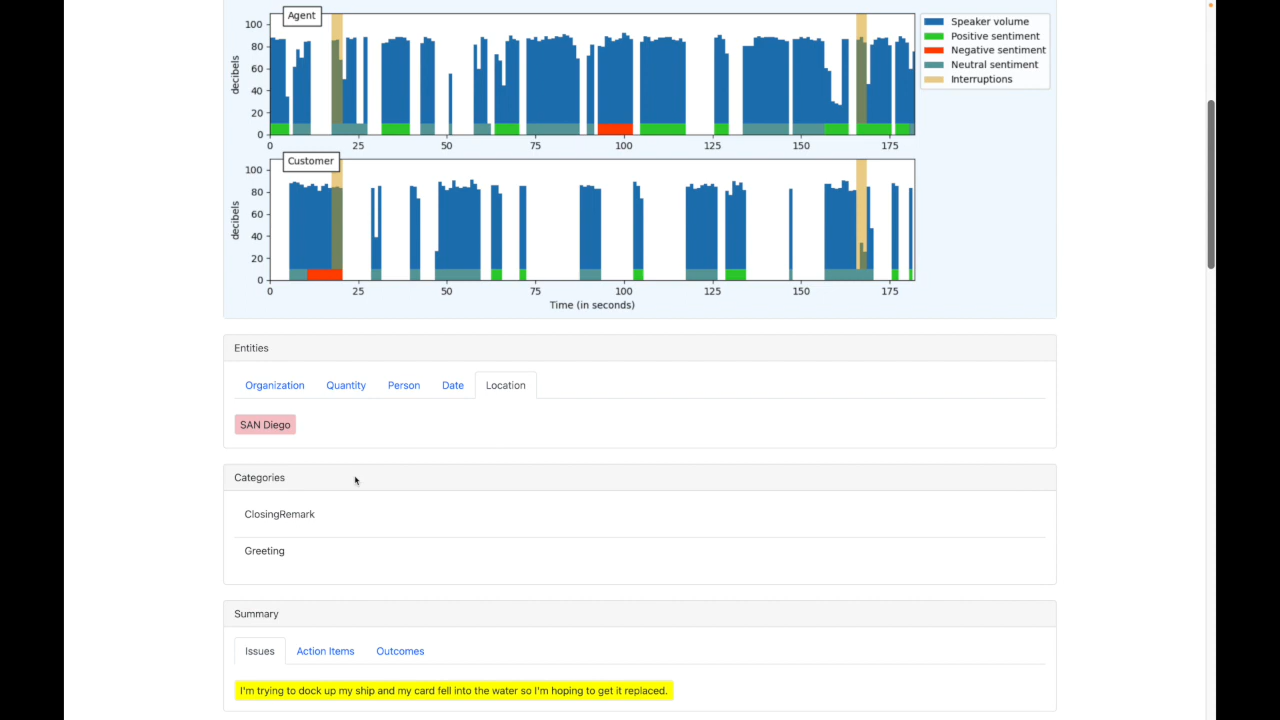 Agent
100
80
60
40
20
0
decibels
0 25 50 75 100 125 150 175
Speaker volume
Positive sentiment
Negative sentiment
Neutral sentiment
Interruptions
Customer
100
80
60
40
20
0
decibels
0 25 50 75 100 125 150 175
Time (in seconds)
Entities
Organization Quantity Person Date Location
SAN Diego
Categories
ClosingRemark
Greeting
Summary
Issues Action Items Outcomes
I'm trying to dock up my ship and my card fell into the water so I'm hoping to get it replaced.